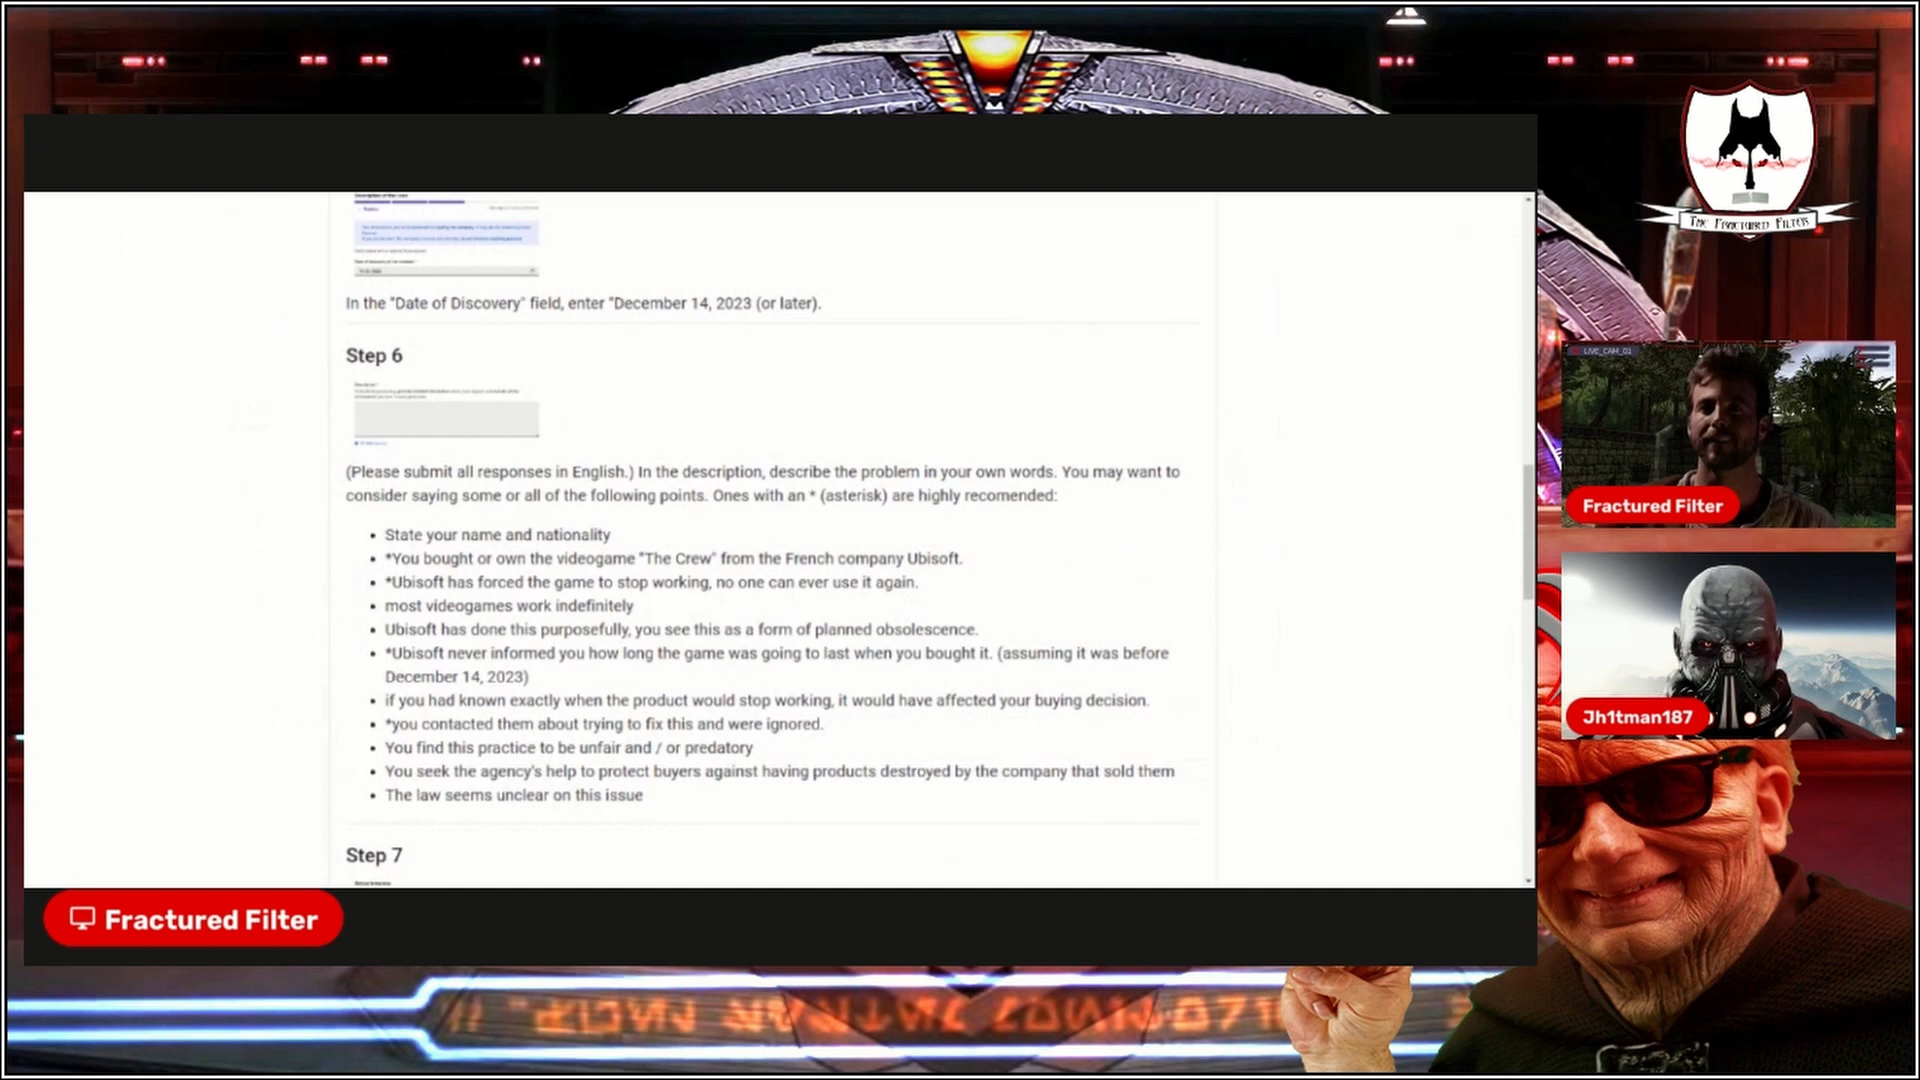 THE FRACTURED FILTER
In the "Date of Discovery" field, enter "December 14, 2023 (or later).
Step 6
(Please submit all responses in English.) In the description, describe the problem in your own words. You may want to
consider saying some or all of the following points. Ones with an * (asterisk) are highly recomended:
• State your name and nationality
• *You bought or own the videogame "The Crew" from the French company Ubisoft.
• *Ubisoft has forced the game to stop working, no one can ever use it again.
• most videogames work indefinitely
• Ubisoft has done this purposefully, you see this as a form of planned obsolescence.
• *Ubisoft never informed you how long the game was going to last when you bought it. (assuming it was before
December 14, 2023)
• if you had known exactly when the product would stop working, it would have affected your buying decision.
• *you contacted them about trying to fix this and were ignored.
• You find this practice to be unfair and / or predatory
• You seek the agency's help to protect buyers against having products destroyed by the company that sold them
• The law seems unclear on this issue
Step 7
Fractured Filter
LIVE_CAM_01
Fractured Filter
Jh1tman187